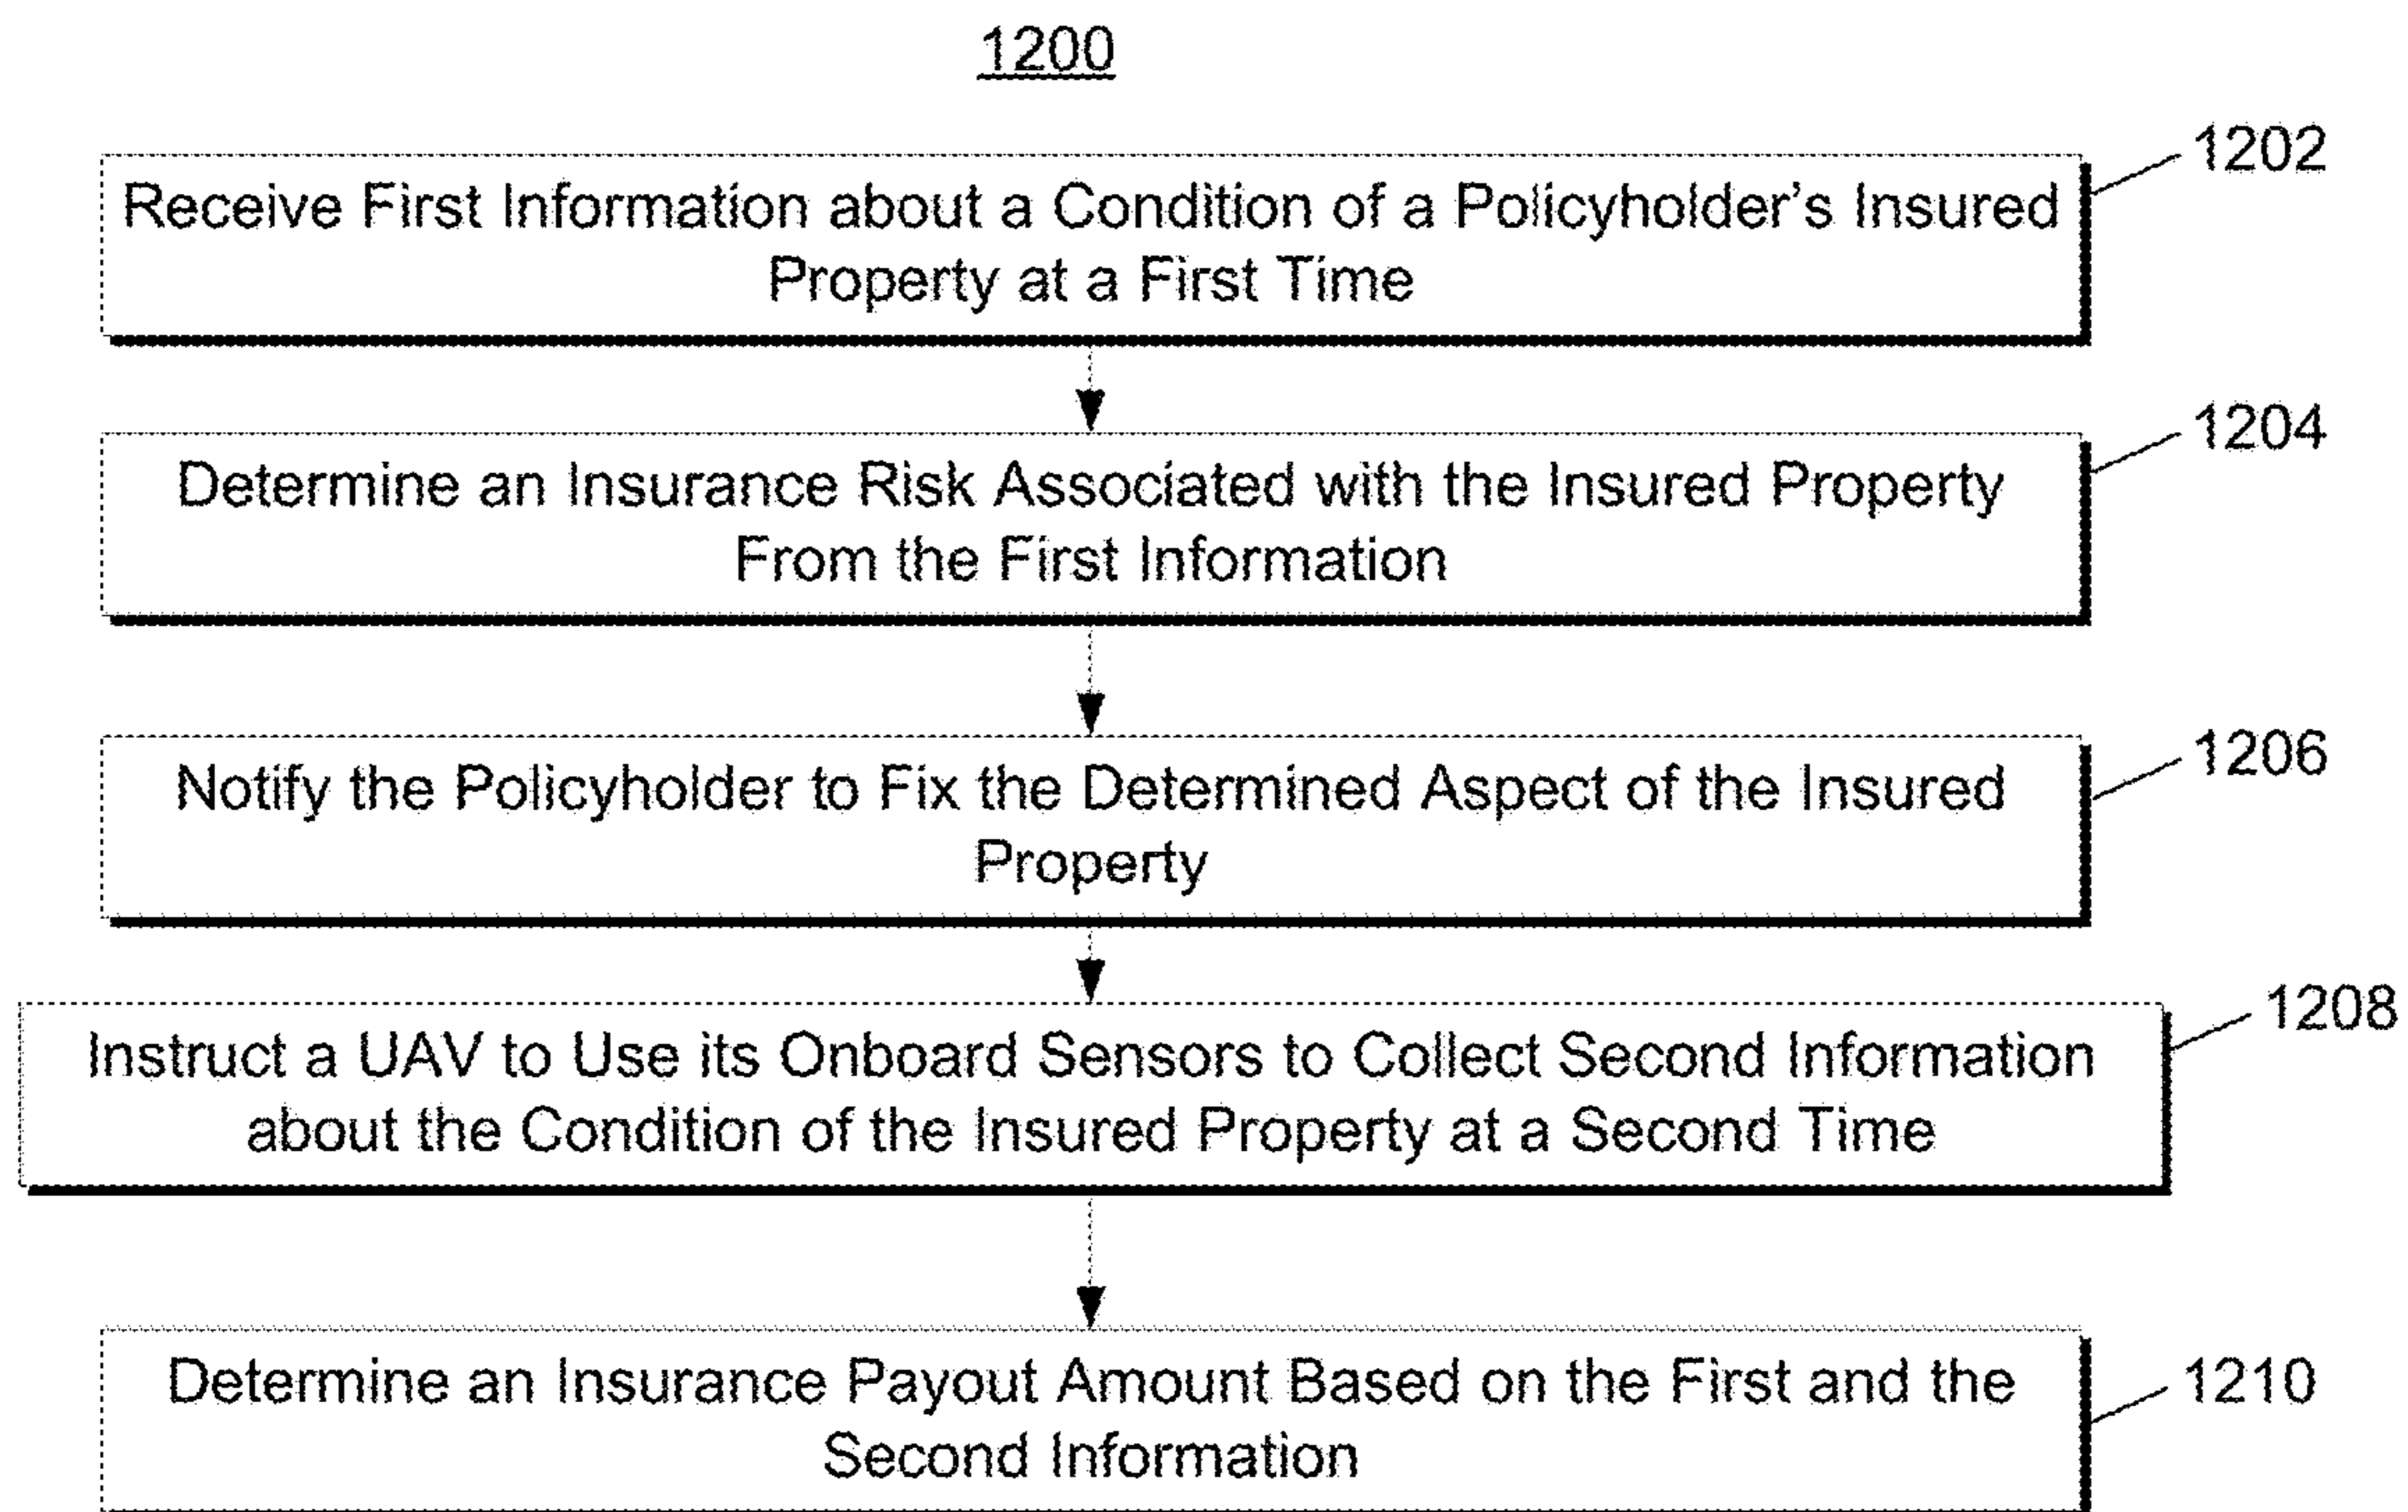 1200
1202
Receive First Information about a Condition of a Policyholder's Insured
Property at a First Time
1204
Determine an Insurance Risk Associated with the Insured Property
From the First Information
1206
Notify the Policyholder to Fix the Determined Aspect of the Insured
Property
1208
Instruct a UAV to Use its Onboard Sensors to Collect Second Information
about the Condition of the Insured Property at a Second Time
1210
Determine an Insurance Payout Amount Based on the First and the
Second Information